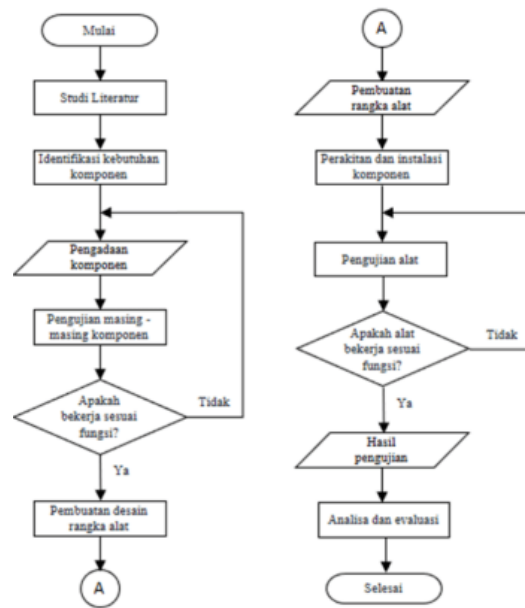 Mulai
Studi Literatur
Identifikasi kebutuhan
komponen
Pengadaan
komponen
Pengujian masing -
masing komponen
Apakah
bekerja sesuai
fungsi?
Tidak
Ya
Pembuatan desain
rangka alat
A
A
Pembuatan
rangka alat
Perakitan dan instalasi
komponen
Pengujian alat
Apakah alat
bekerja sesuai
fungsi?
Tidak
Ya
Hasil
pengujian
Analisa dan evaluasi
Selesai